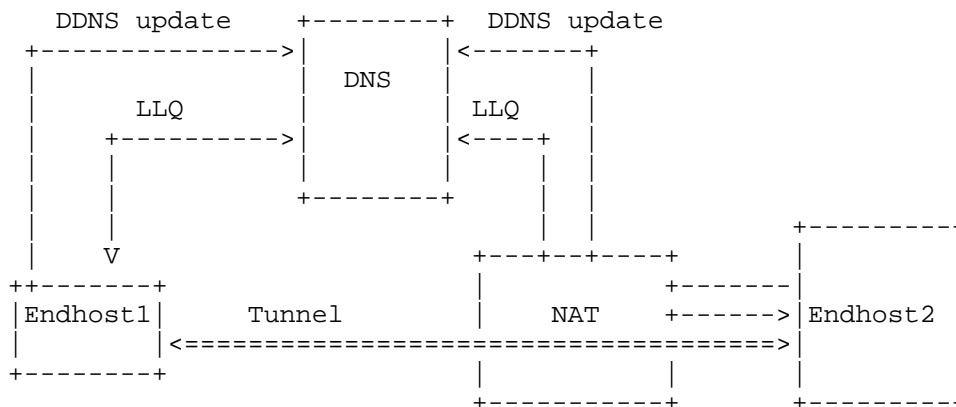 DDNS update DDNS update
DNS
LLQ LLQ
V
Endhost1 Tunnel NAT Endhost2